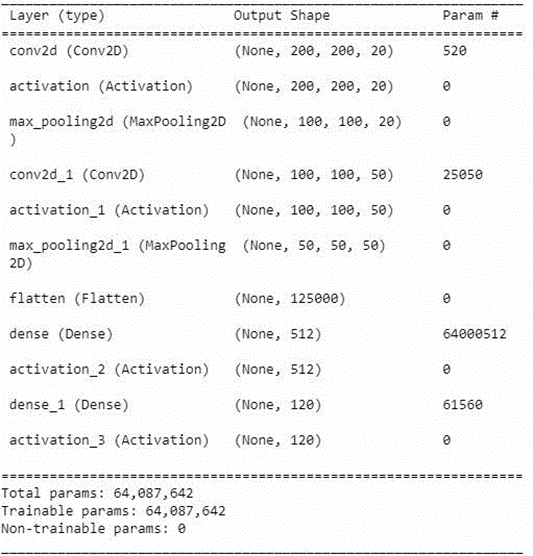 Layer (type) Output Shape Param #
conv2d (Conv2D) (None, 200, 200, 20) 520
activation (Activation) (None, 200, 200, 20) 0
max_pooling2d (MaxPooling2D (None, 100, 100, 20) 0
)
conv2d_1 (Conv2D) (None, 100, 100, 50) 25050
activation_1 (Activation) (None, 100, 100, 50) 0
max_pooling2d_1 (MaxPooling (None, 50, 50, 50) 0
2D)
flatten (Flatten) (None, 125000) 0
dense (Dense) (None, 512) 64000512
activation_2 (Activation) (None, 512) 0
dense_1 (Dense) (None, 120) 61560
activation_3 (Activation) (None, 120) 0
Total params: 64,087,642
Trainable params: 64,087,642
Non-trainable params: 0